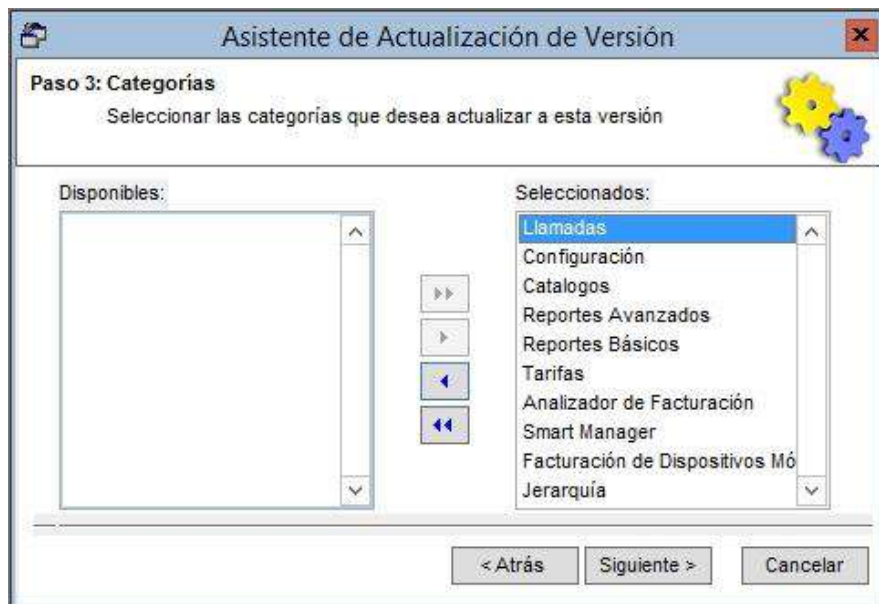 Asistente de Actualización de Versión
Paso 3: Categorías
Seleccionar las categorías que desea actualizar a esta versión
Disponibles:
Seleccionados:
Llamadas
Configuración
Catalogos
Reportes Avanzados
Reportes Básicos
Tarifas
Analizador de Facturación
Smart Manager
Facturación de Dispositivos Mó
Jerarquía
< Atrás
Siguiente >
Cancelar